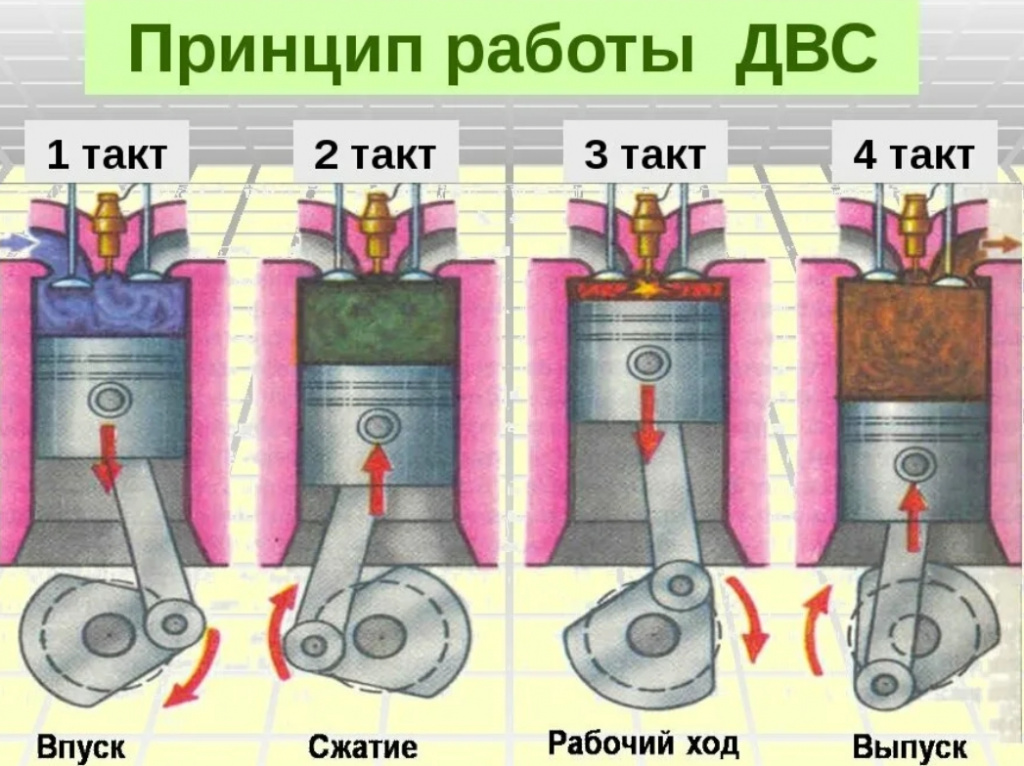 Принцип работы ДВС
1 такт
2 такт
3 такт
4 такт
Впуск
Сжатие
Рабочий ход
Выпуск